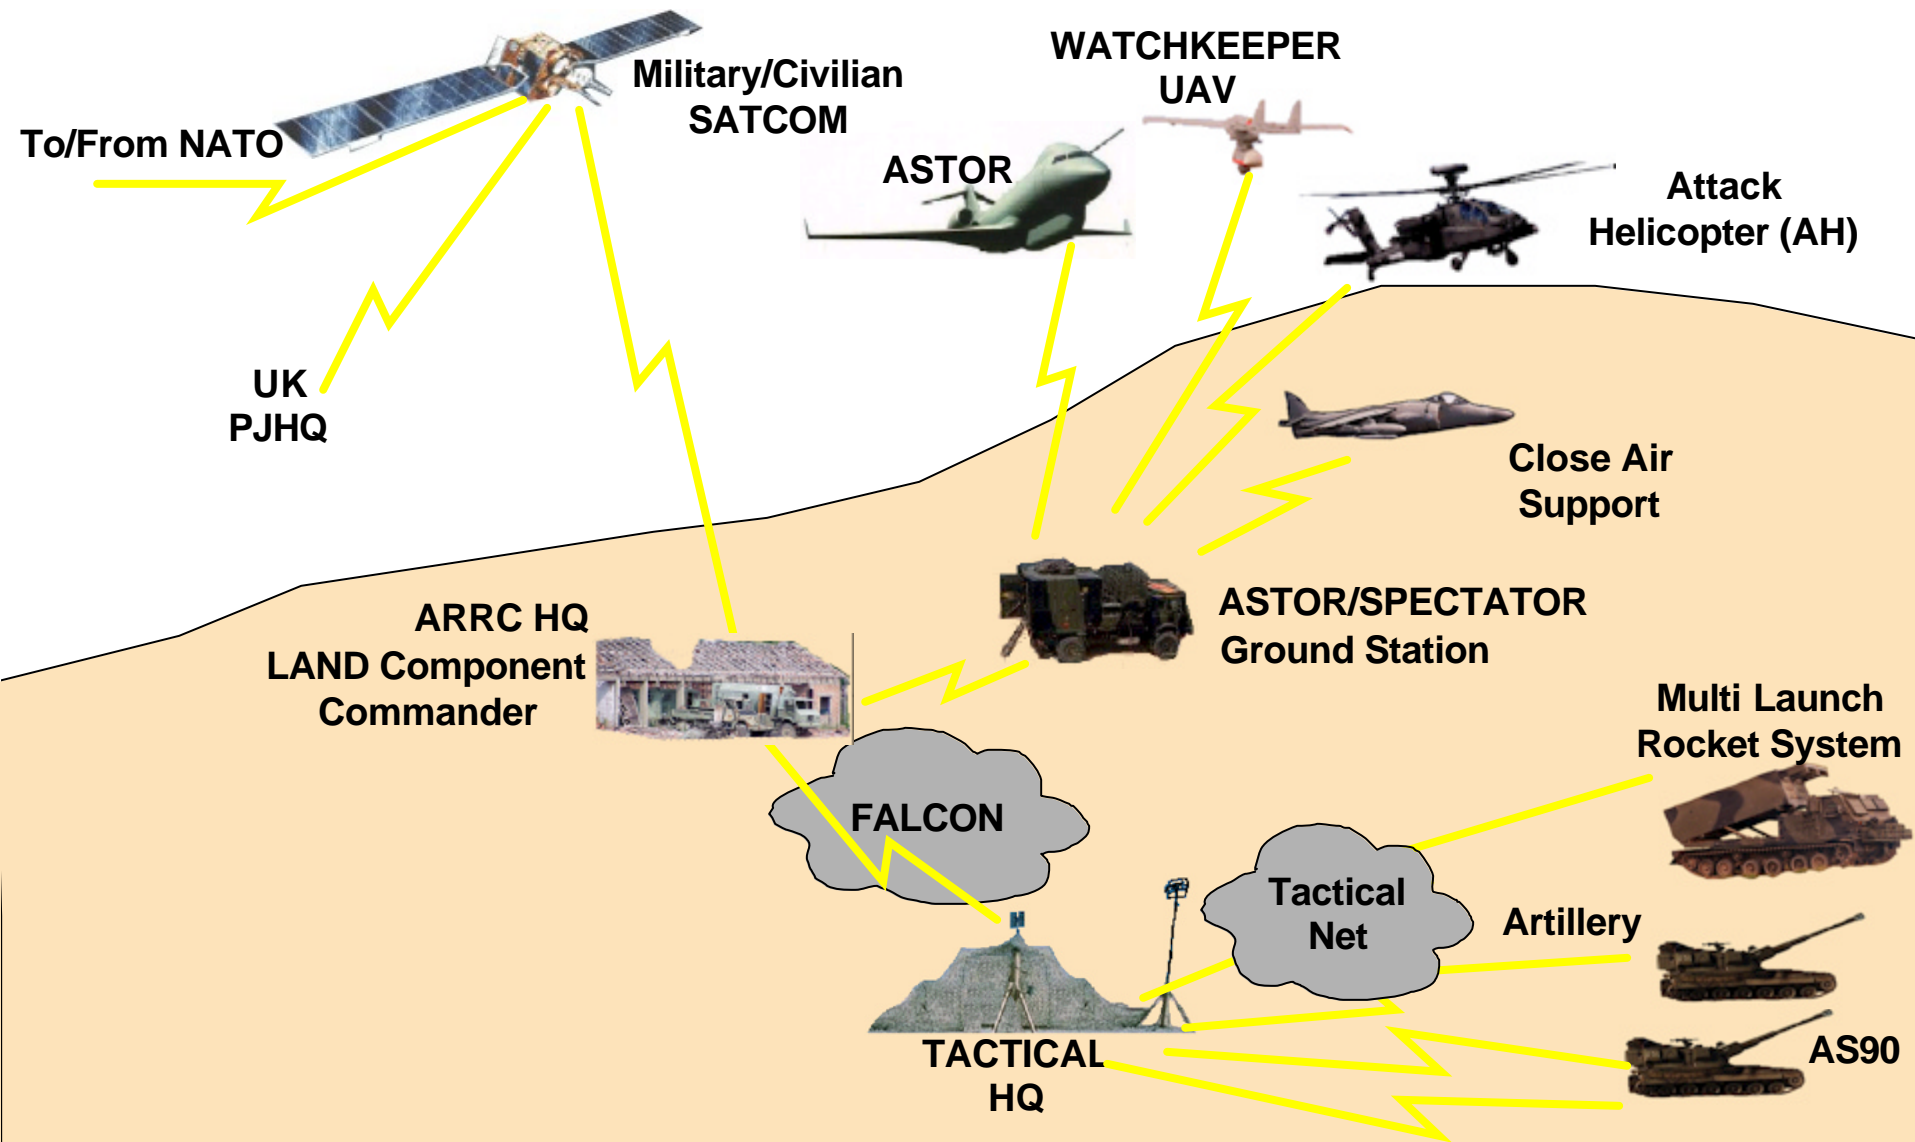 Military/Civilian
SATCOM
To/From NATO
WATCHKEEPER
UAV
ASTOR
Attack
Helicopter (AH)
UK
PJHQ
Close Air
Support
ARRC HQ
LAND Component
Commander
ASTOR/SPECTATOR
Ground Station
Multi Launch
Rocket System
FALCON
Tactical
Net
Artillery
AS90
TACTICAL
HQ